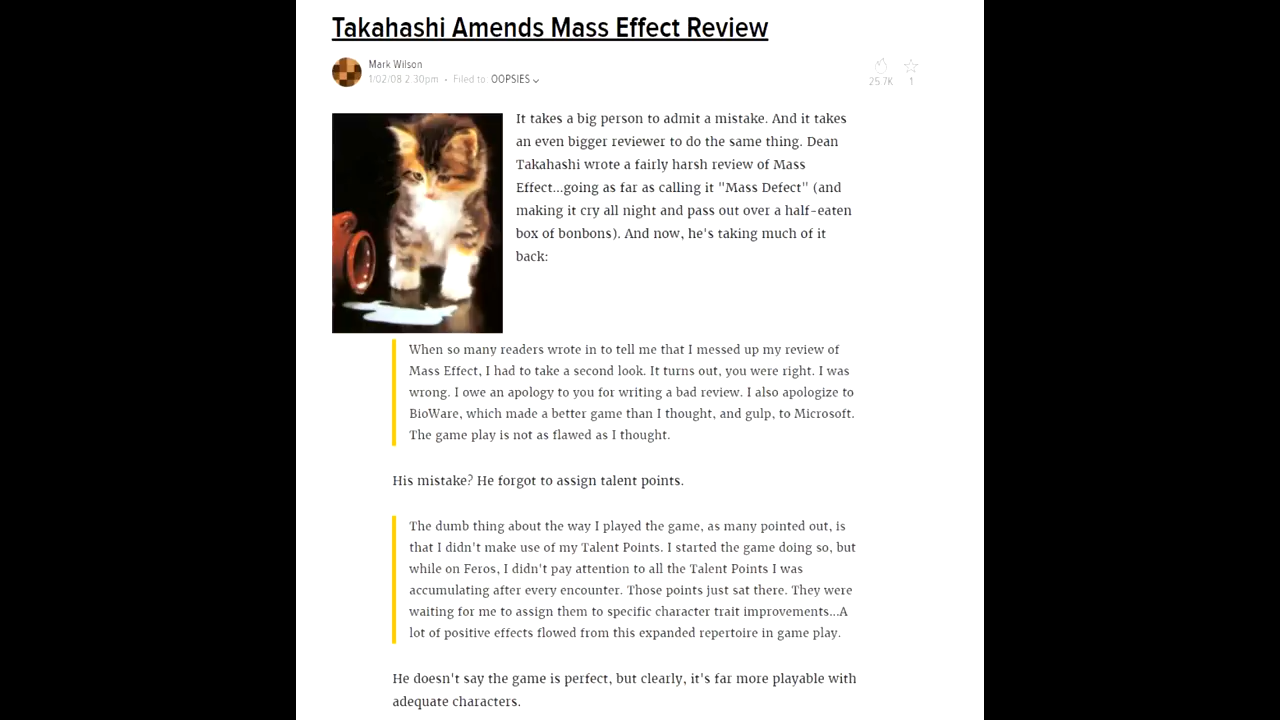 Takahashi Amends Mass Effect Review
Mark Wilson
1/02/08 2:30pm • Filed to: OOPSIES
25.7K
1
It takes a big person to admit a mistake. And it takes
an even bigger reviewer to do the same thing. Dean
Takahashi wrote a fairly harsh review of Mass
Effect...going as far as calling it "Mass Defect" (and
making it cry all night and pass out over a half-eaten
box of bonbons). And now, he's taking much of it
back:
When so many readers wrote in to tell me that I messed up my review of
Mass Effect, I had to take a second look. It turns out, you were right. I was
wrong. I owe an apology to you for writing a bad review. I also apologize to
BioWare, which made a better game than I thought, and gulp, to Microsoft.
The game play is not as flawed as I thought.
His mistake? He forgot to assign talent points.
The dumb thing about the way I played the game, as many pointed out, is
that I didn't make use of my Talent Points. I started the game doing so, but
while on Feros, I didn't pay attention to all the Talent Points I was
accumulating after every encounter. Those points just sat there. They were
waiting for me to assign them to specific character trait improvements...A
lot of positive effects flowed from this expanded repertoire in game play.
He doesn't say the game is perfect, but clearly, it's far more playable with
adequate characters.